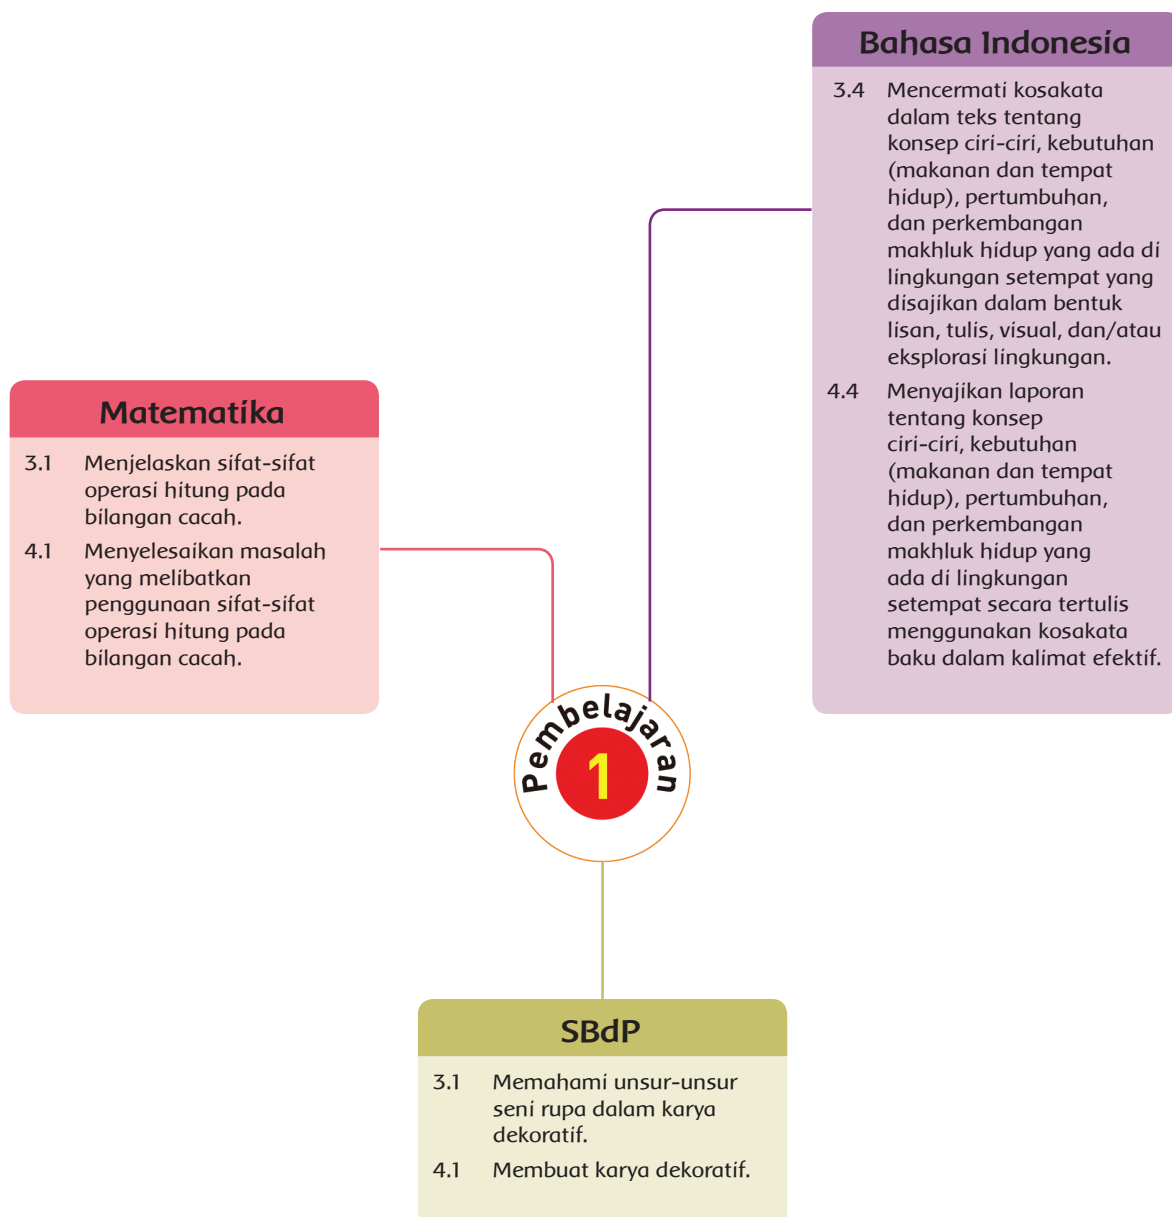 Bahasa Indonesia
3.4 Mencermati kosakata
dalam teks tentang
konsep ciri-ciri, kebutuhan
(makanan dan tempat
hidup), pertumbuhan,
dan perkembangan
makhluk hidup yang ada di
lingkungan setempat yang
disajikan dalam bentuk
lisan, tulis, visual, dan/atau
eksplorasi lingkungan.
4.4 Menyajikan laporan
tentang konsep
ciri-ciri, kebutuhan
(makanan dan tempat
hidup), pertumbuhan,
dan perkembangan
makhluk hidup yang
ada di lingkungan
setempat secara tertulis
menggunakan kosakata
baku dalam kalimat efektif.
Matematika
3.1 Menjelaskan sifat-sifat
operasi hitung pada
bilangan cacah.
4.1 Menyelesaikan masalah
yang melibatkan
penggunaan sifat-sifat
operasi hitung pada
bilangan cacah.
Pembelajaran
1
SBdP
3.1 Memahami unsur-unsur
seni rupa dalam karya
dekoratif.
4.1 Membuat karya dekoratif.